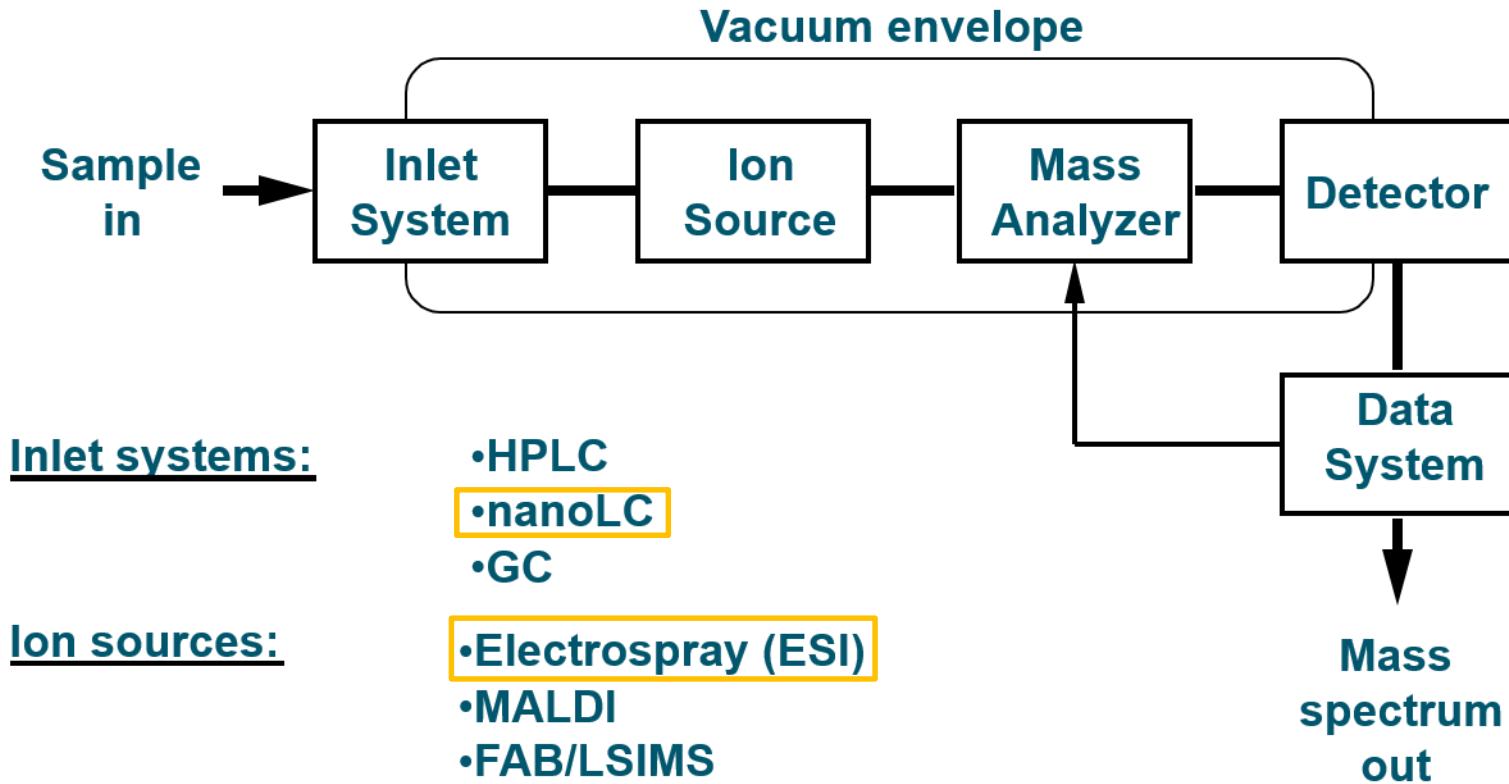 Vacuum envelope
Sample
in
Inlet
System
Ion
Source
Mass
Analyzer
Detector
Data
System
Mass
spectrum
out
Inlet systems:
•HPLC
•nanoLC
•GC
Ion sources:
•Electrospray (ESI)
•MALDI
•FAB/LSIMS